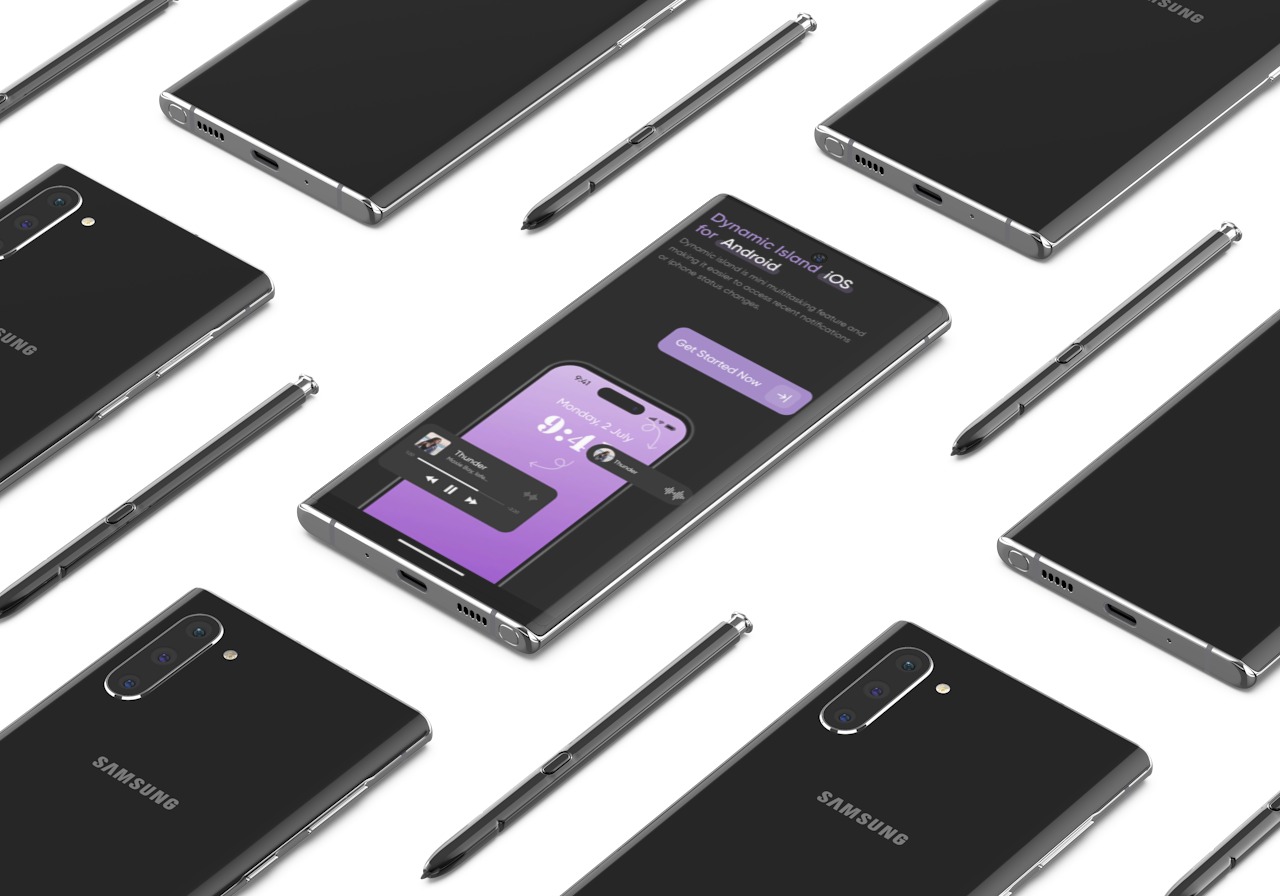 SAMSUNG
Dynamic Island
for Android iOS
Dynamic island is mini multitasking feature and
making it easier to access recent notifications
or iphone status changes.
Get Started Now
9:41
Monday, 2 July
9:4
Thunder
Thunder
SAMSUNG
SAMSUNG